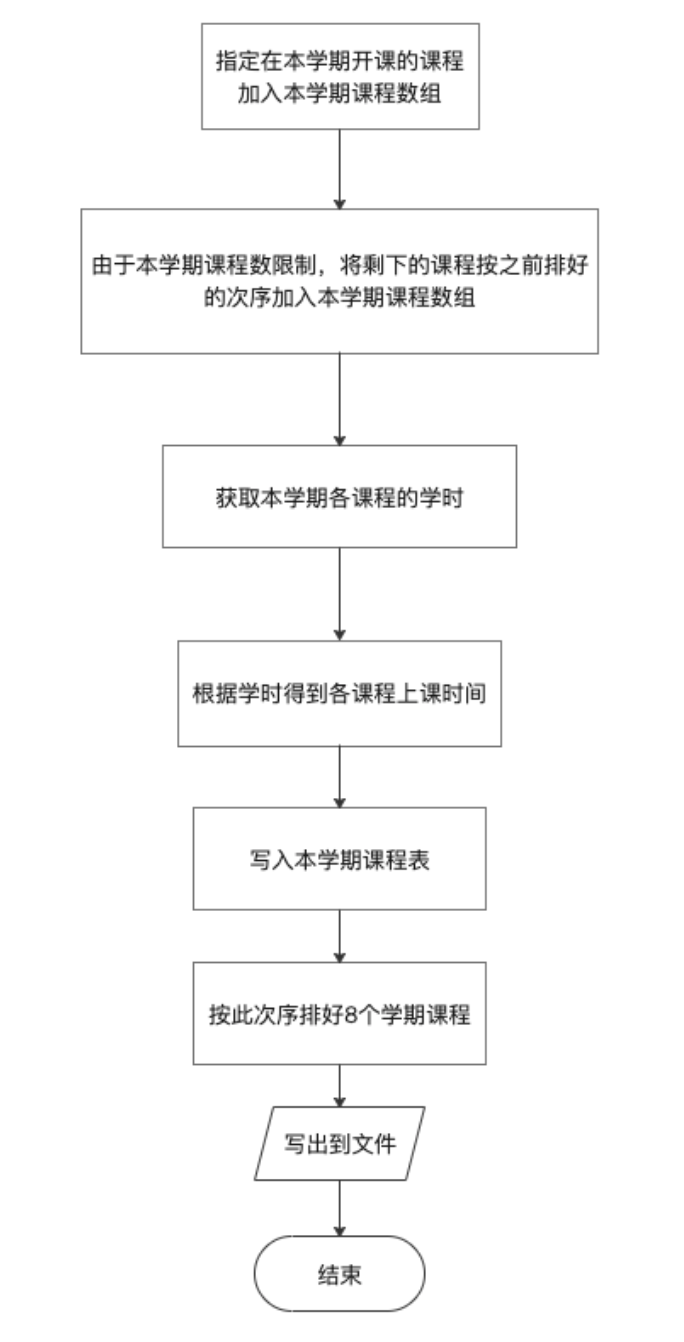 指定在本学期开课的课程
加入本学期课程数组
由于本学期课程数限制，将剩下的课程按之前排好
的次序加入本学期课程数组
获取本学期各课程的学时
根据学时得到各课程上课时间
写入本学期课程表
按此次序排好8个学期课程
写出到文件
结束